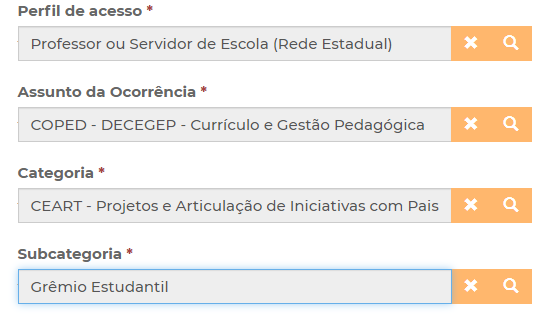 Perfil de acesso *
Professor ou Servidor de Escola (Rede Estadual)
Assunto da Ocorrência *
COPED - DECEGEP - Currículo e Gestão Pedagógica
Categoria *
CEART - Projetos e Articulação de Iniciativas com Pais
Subcategoria *
Grêmio Estudantil